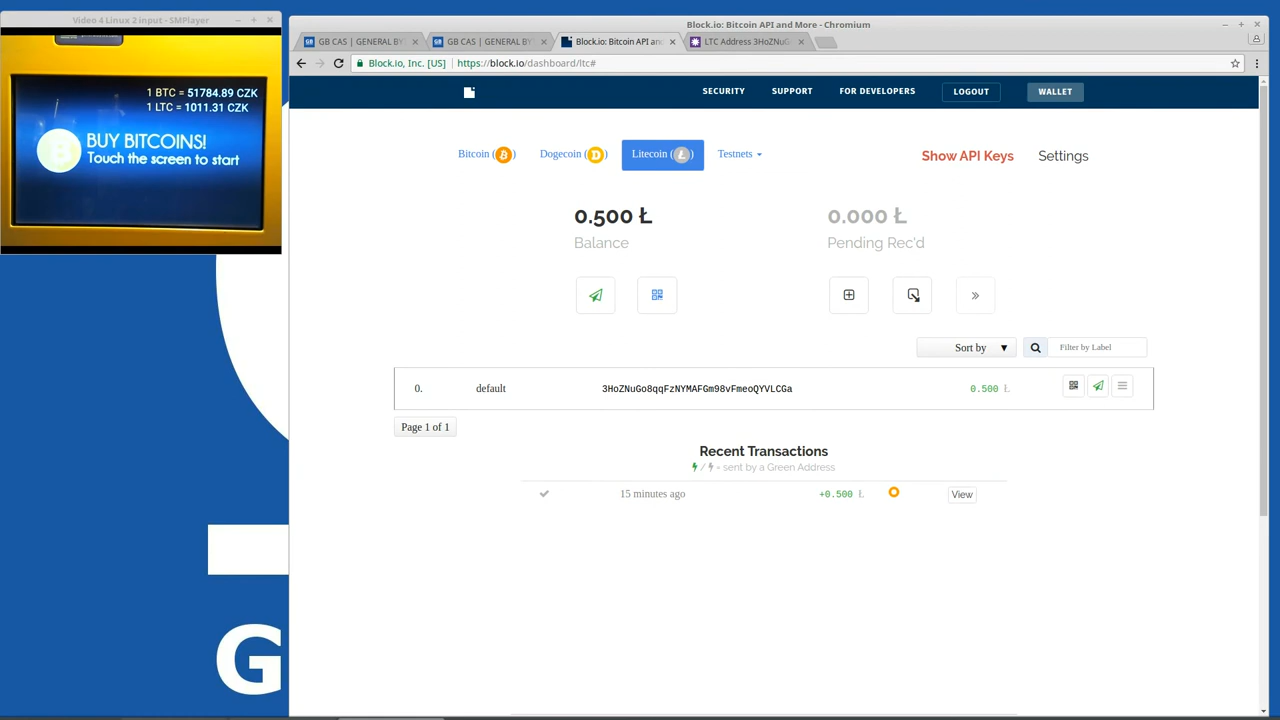 Video 4 Linux 2 input - SMPlayer
1 BTC = 51784.89 CZK
1 LTC = 1011.31 CZK
BUY BITCOINS!
Touch the screen to start
G
Block.io: Bitcoin API and More - Chromium
GB CAS | GENERAL BY
GB CAS | GENERAL BY
Block.io: Bitcoin API an
LTC Address 3HoZNuG
Block.io, Inc. [US]
https://block.io/dashboard/ltc#
SECURITY
SUPPORT
FOR DEVELOPERS
LOGOUT
WALLET
Bitcoin ( )
Dogecoin (Ð)
Litecoin (Ł)
Testnets
Show API Keys
Settings
0.500 Ł
Balance
0.000 Ł
Pending Rec'd
Sort by
Filter by Label
0. default 3HoZNuGo8qqFzNYMAFGm98vFmeoQYVLCGa 0.500 Ł
Page 1 of 1
Recent Transactions
/ = sent by a Green Address
15 minutes ago +0.500 Ł View